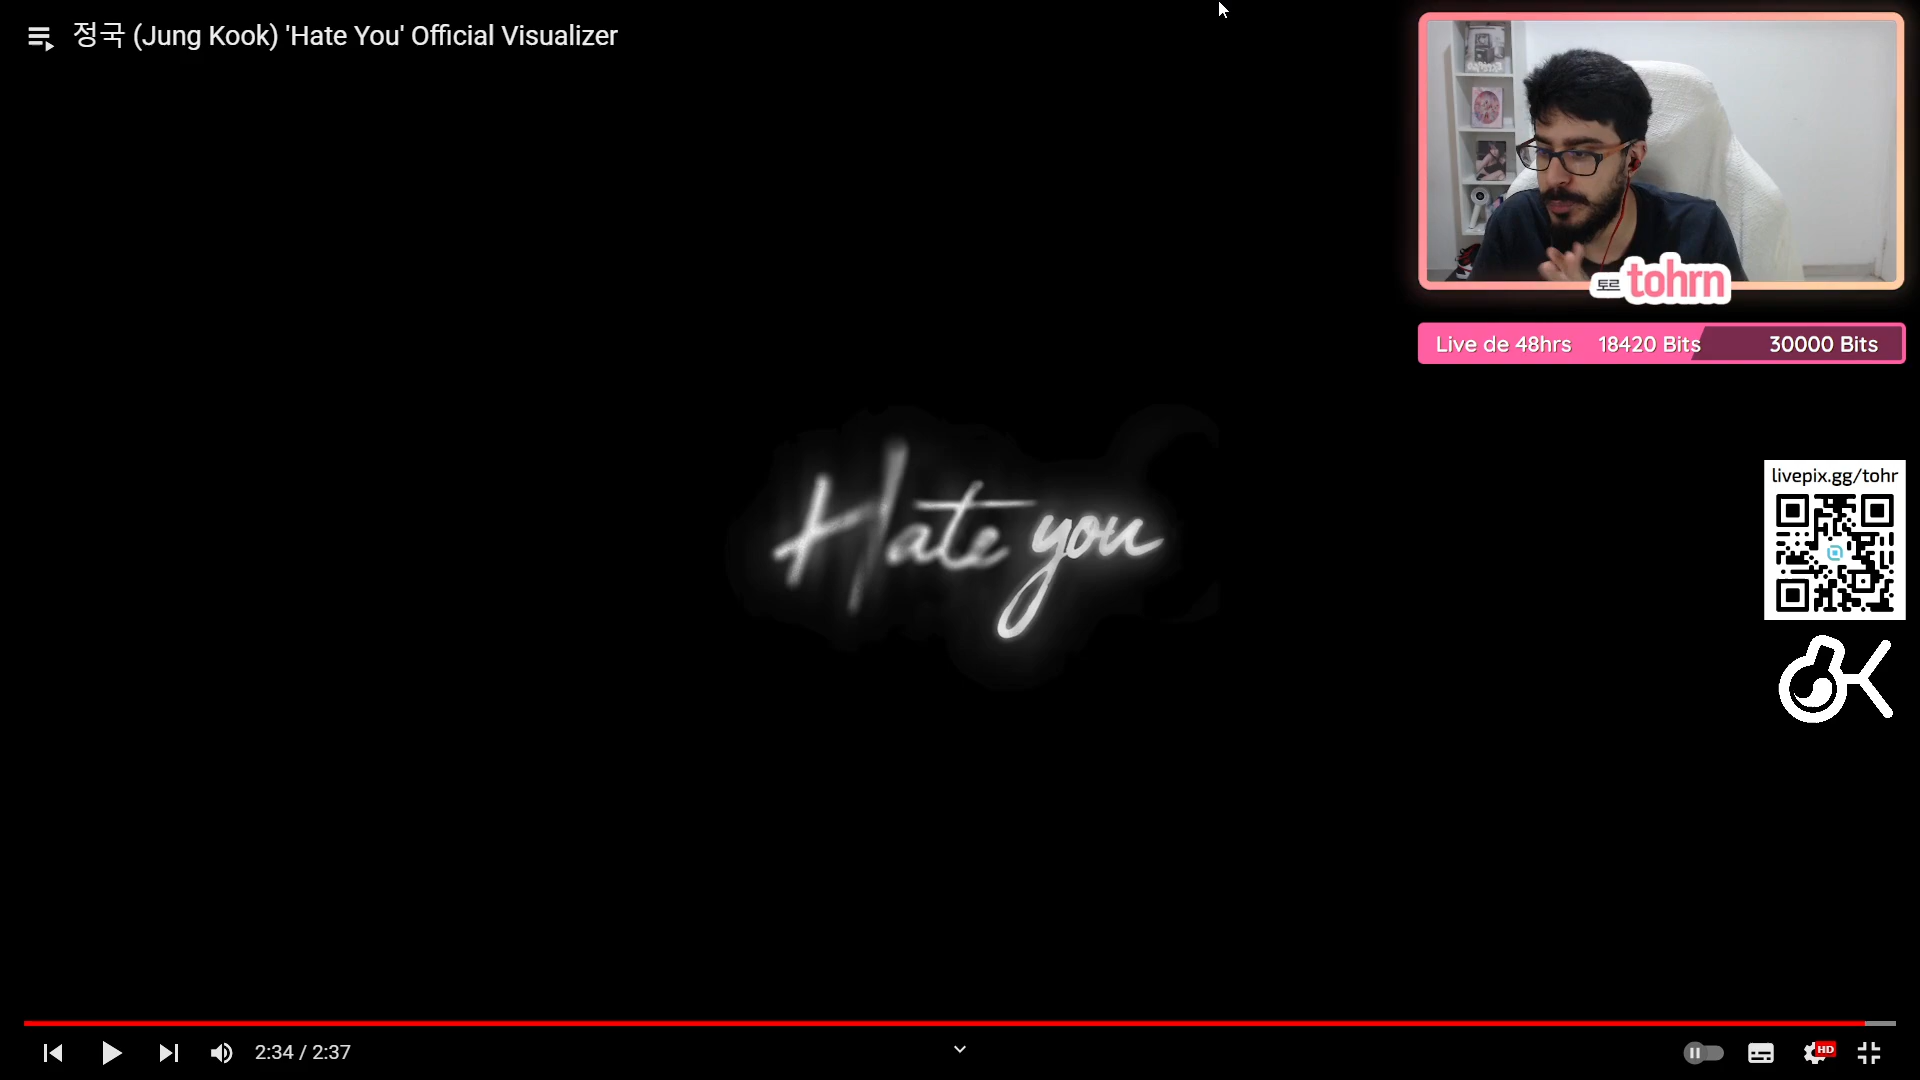 정국 (Jung Kook) 'Hate You' Official Visualizer
토르 tohrn
Live de 48hrs 18420 Bits 30000 Bits
Hate you
livepix.gg/tohr
2:34 / 2:37
HD